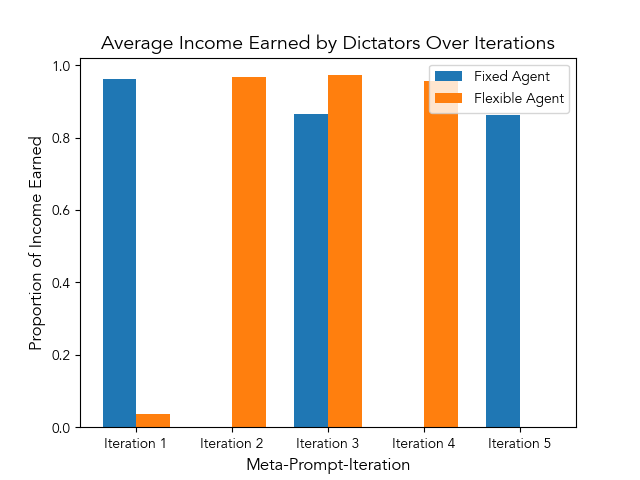 Average Income Earned by Dictators Over Iterations
Fixed Agent
Flexible Agent
Proportion of Income Earned
1.0
0.8
0.6
0.4
0.2
0.0
Iteration 1
Iteration 2
Iteration 3
Iteration 4
Iteration 5
Meta-Prompt-Iteration